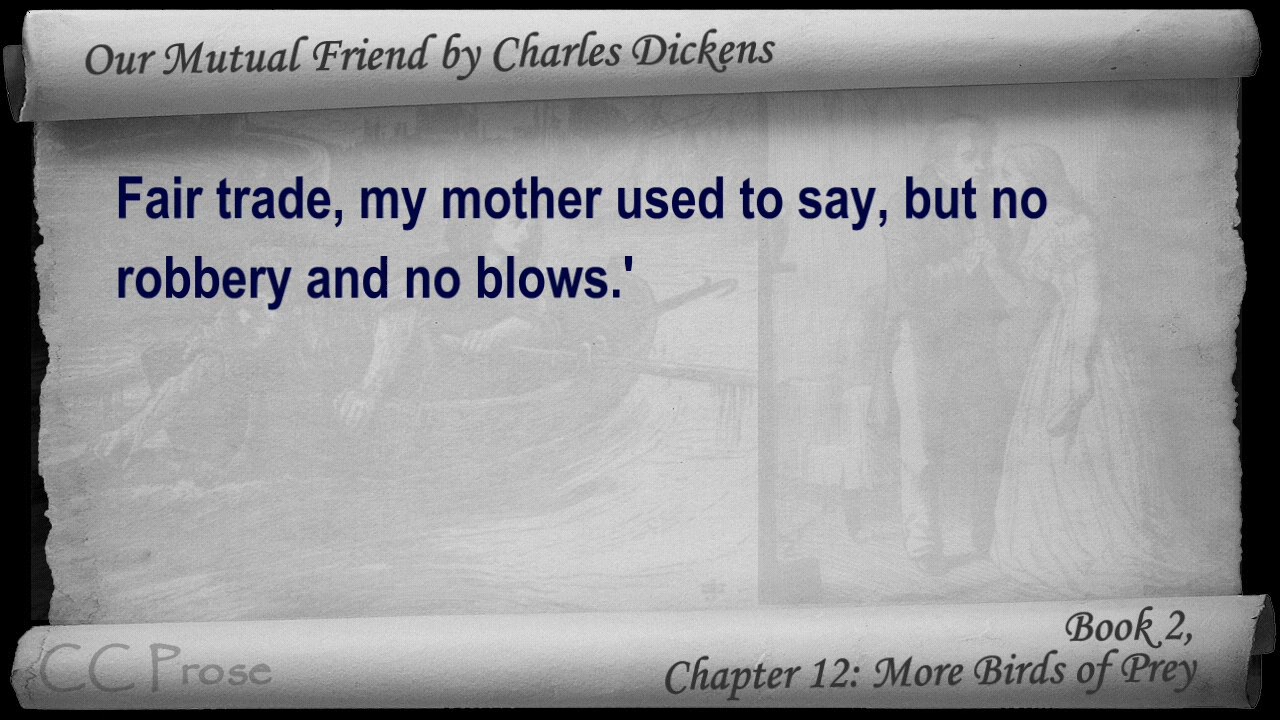 Our Mutual Friend by Charles Dickens
Fair trade, my mother used to say, but no
robbery and no blows.'
Book 2,
Chapter 12: More Birds of Prey
CC Prose